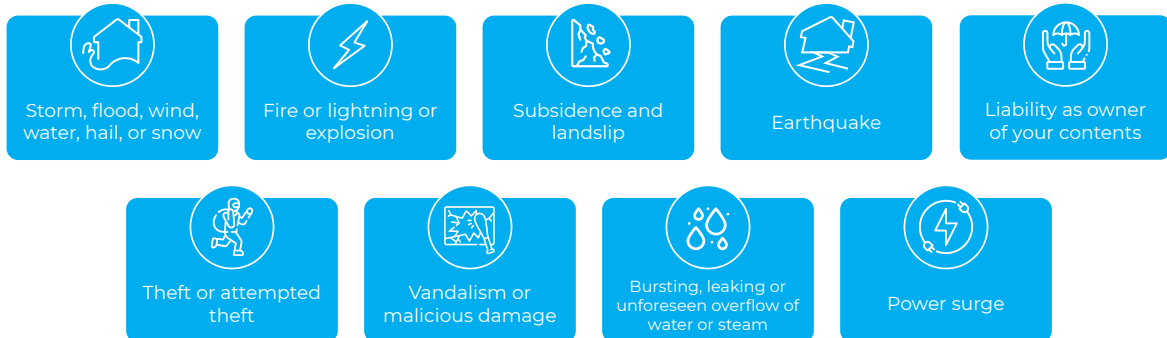 Storm, flood, wind,
water, hail, or snow
Fire or lightning or
explosion
Subsidence and
landslip
Earthquake
Liability as owner
of your contents
Theft or attempted
theft
Vandalism or
malicious damage
Bursting, leaking or
unforeseen overflow of
water or steam
Power surge